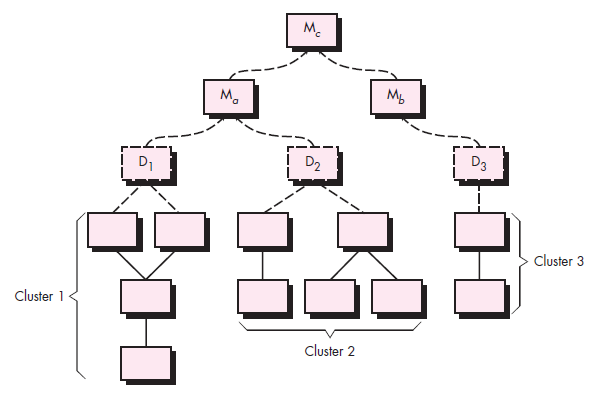 Mc
Ma
Mb
D1
D2
D3
Cluster 3
Cluster 1
Cluster 2